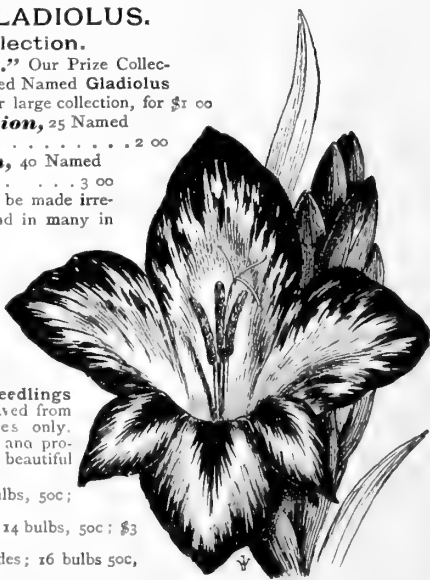 LADIOLUS.
lection.
.” Our Prize Collec-
ed Named Gladiolus
r large collection, for $1 00
ion, 25 Named
. . . . . . . . . 2 00
, 40 Named
. . . . 3 00
be made irre-
d in many in
eedlings
ved from
es only.
and pro-
beautiful
lbs, 50c;
14 bulbs, 50c; $3
des; 16 bulbs 50c,